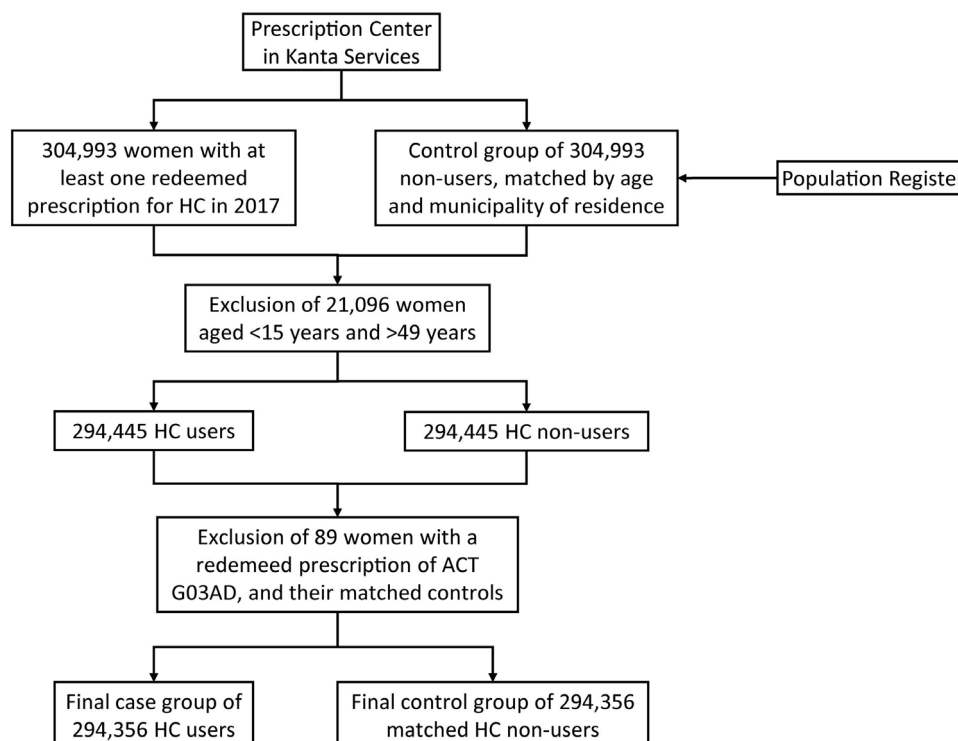 Prescription Center
in Kanta Services
304,993 women with at
least one redeemed
prescription for HC in 2017
Control group of 304,993
non-users, matched by age
and municipality of residence
Population Register
Exclusion of 21,096 women
aged <15 years and >49 years
294,445 HC users
294,445 HC non-users
Exclusion of 89 women with a
redemeed prescription of ACT
G03AD, and their matched controls
Final case group of
294,356 HC users
Final control group of 294,356
matched HC non-users